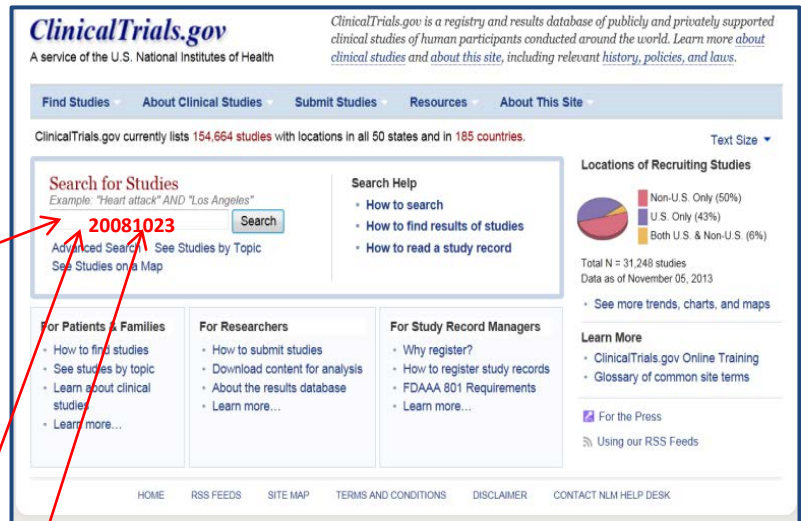 ClinicalTrials.gov
A service of the U.S. National Institutes of Health
ClinicalTrials.gov is a registry and results database of publicly and privately supported
clinical studies of human participants conducted around the world. Learn more about
clinical studies and about this site, including relevant history, policies, and laws.
Find Studies
About Clinical Studies
Submit Studies
Resources
About This Site
ClinicalTrials.gov currently lists 154,664 studies with locations in all 50 states and in 185 countries.
Text Size
Search for Studies
Example: "Heart attack" AND "Los Angeles"
20081023
Search
Advanced Search See Studies by Topic
See Studies on a Map
Search Help
How to search
How to find results of studies
How to read a study record
Locations of Recruiting Studies
Non-U.S. Only (50%)
U.S. Only (43%)
Both U.S. & Non-U.S. (6%)
Total N = 31,248 studies
Data as of November 05, 2013
See more trends, charts, and maps
For Patients & Families
How to find studies
See studies by topic
Learn about clinical
studies
Learn more...
For Researchers
How to submit studies
Download content for analysis
About the results database
Learn more...
For Study Record Managers
Why register?
How to register study records
FDAAA 801 Requirements
Learn more...
Learn More
ClinicalTrials.gov Online Training
Glossary of common site terms
For the Press
Using our RSS Feeds
HOME RSS FEEDS SITE MAP TERMS AND CONDITIONS DISCLAIMER CONTACT NLM HELP DESK